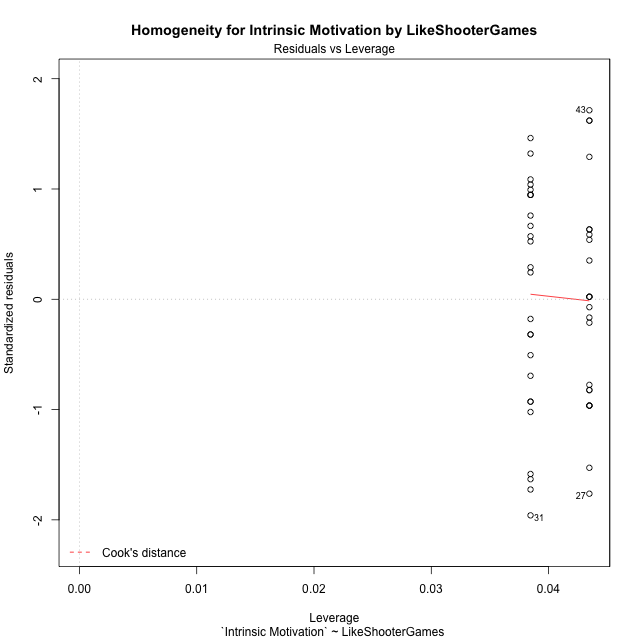 Homogeneity for Intrinsic Motivation by LikeShooterGames
Residuals vs Leverage
2
1
0
-1
-2
Standardized residuals
43
27
31
Cook's distance
0.00 0.01 0.02 0.03 0.04
Leverage
`Intrinsic Motivation` ~ LikeShooterGames